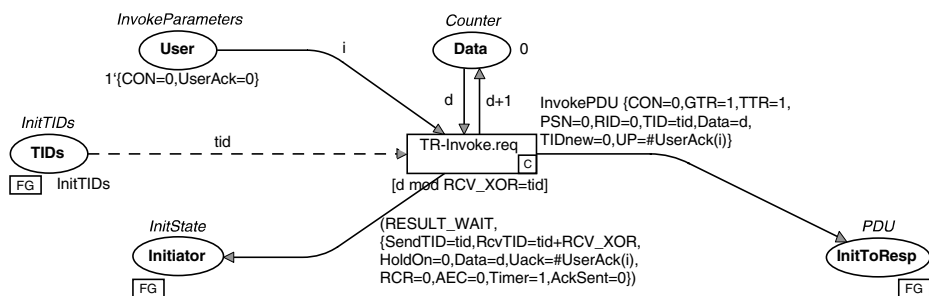 InvokeParameters
User
1'{CON=0,UserAck=0}
i
Counter
Data
0
d
d+1
InvokePDU {CON=0,GTR=1,TTR=1,
PSN=0,RID=0,TID=tid,Data=d,
TIDnew=0,UP=#UserAck(i)}
InitTIDs
TIDs
FG
InitTIDs
tid
TR-Invoke.req
C
[d mod RCV_XOR=tid]
InitState
Initiator
FG
(RESULT_WAIT,
{SendTID=tid,RcvTID=tid+RCV_XOR,
HoldOn=0,Data=d,Uack=#UserAck(i),
RCR=0,AEC=0,Timer=1,AckSent=0})
PDU
InitToResp
FG